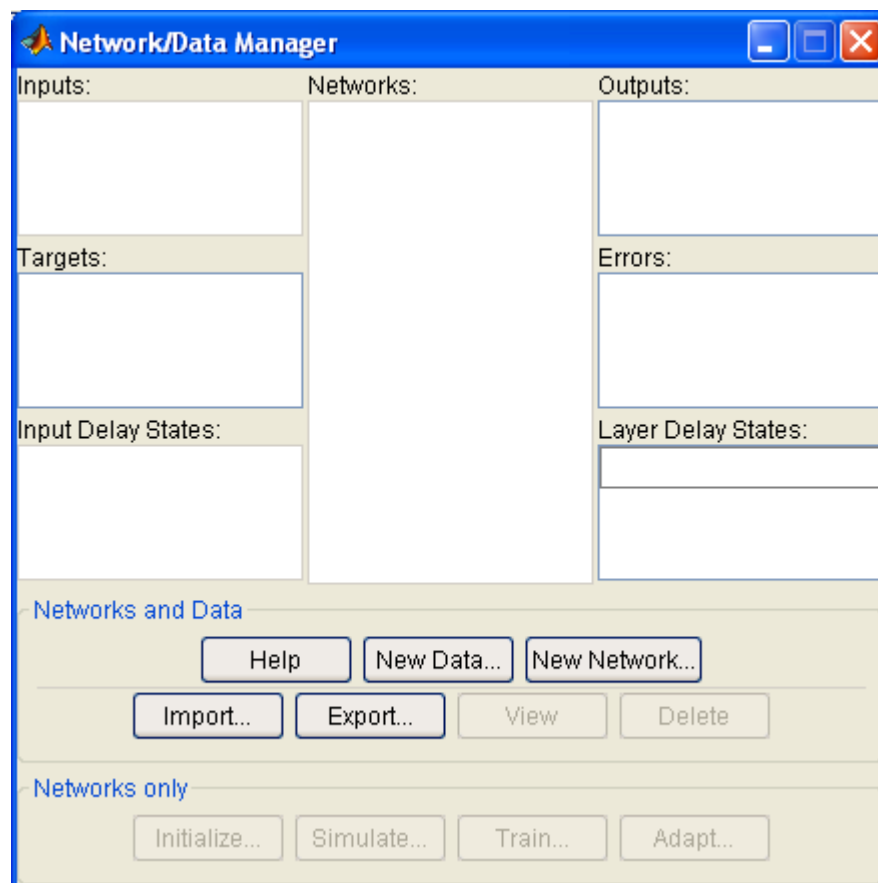 Network/Data Manager
Inputs: Networks: Outputs:
Targets: Errors:
Input Delay States: Layer Delay States:
Networks and Data
Help New Data... New Network...
Import... Export... View Delete
Networks only
Initialize... Simulate... Train... Adapt...